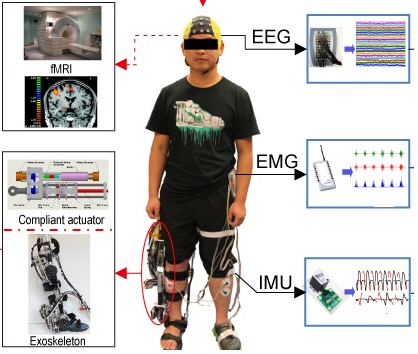 EEG
fMRI
EMG
Compliant actuator
IMU
Exoskeleton